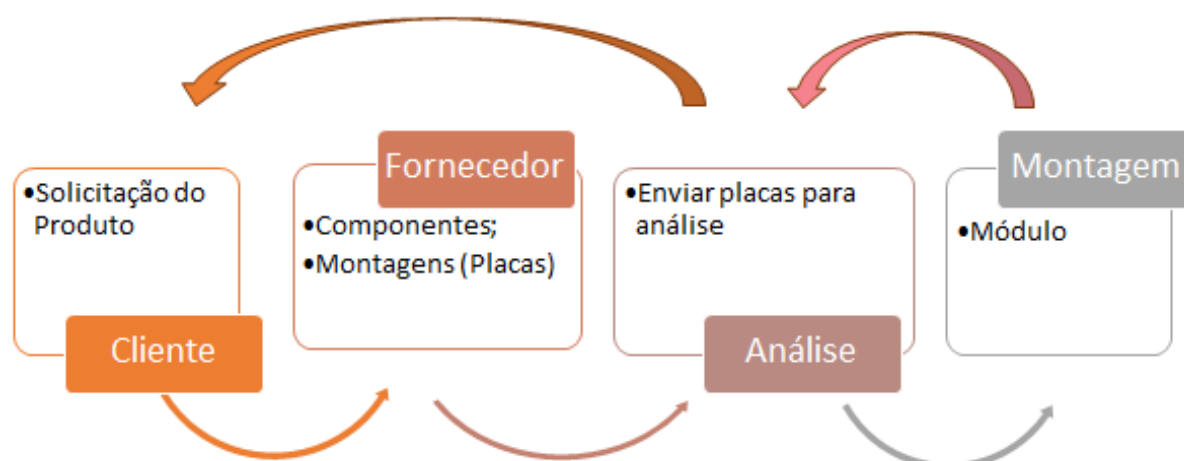 •Solicitação do
Produto
Cliente
Fornecedor
•Componentes;
•Montagens (Placas)
•Enviar placas para
análise
Análise
Montagem
•Módulo